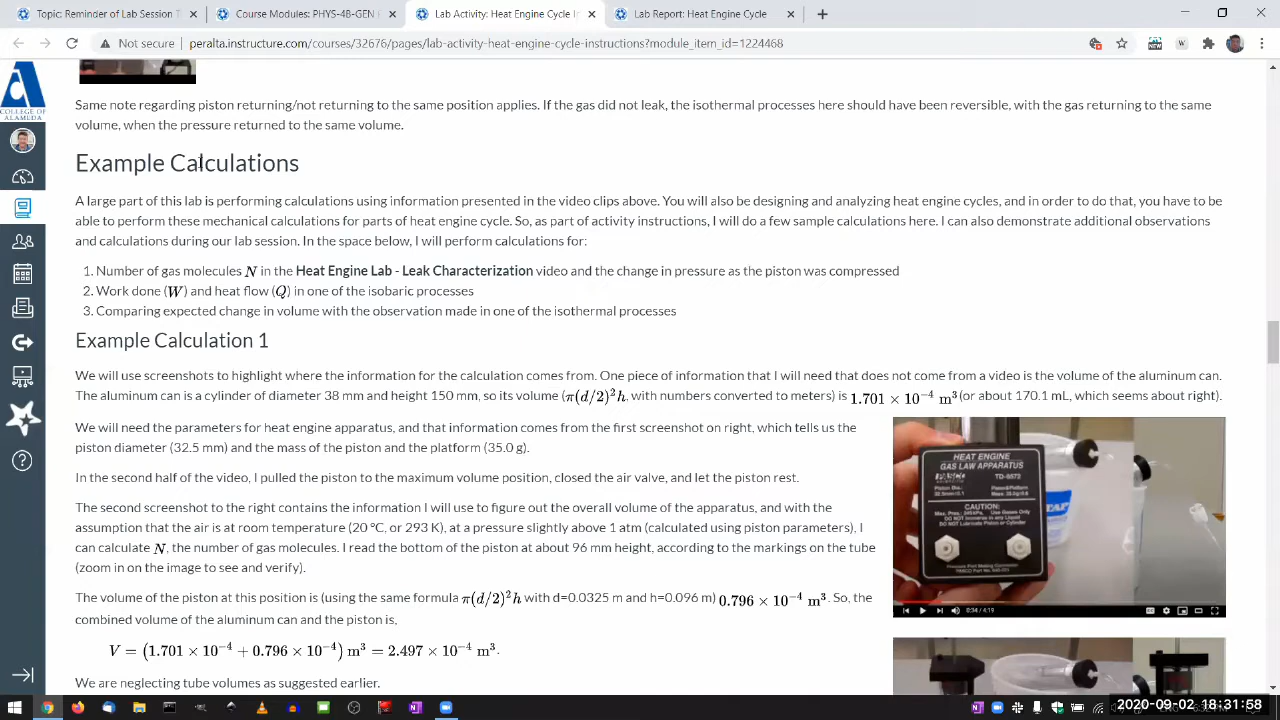 HEYS-48-GEN
Lab Activity: Heat-Engine Cycle In
Lab Report: Heat Engine Cycle
Not secure | peralta.instructure.com/courses/32676/pages/lab-activity-heat-engine-cycle-instructions?module_item_id=1224468
COLLEGE OF
ALAMEDA
Same note regarding piston returning/not returning to the same position applies. If the gas did not leak, the isothermal processes here should have been reversible, with the gas returning to the same
volume, when the pressure returned to the same volume.
Example Calculations
A large part of this lab is performing calculations using information presented in the video clips above. You will also be designing and analyzing heat engine cycles, and in order to do that, you have to be
able to perform these mechanical calculations for parts of heat engine cycle. So, as part of activity instructions, I will do a few sample calculations here. I can also demonstrate additional observations
and calculations during our lab session. In the space below, I will perform calculations for:
1. Number of gas molecules N in the Heat Engine Lab - Leak Characterization video and the change in pressure as the piston was compressed
2. Work done (W) and heat flow (Q) in one of the isobaric processes
3. Comparing expected change in volume with the observation made in one of the isothermal processes
Example Calculation 1
We will use screenshots to highlight where the information for the calculation comes from. One piece of information that I will need that does not come from a video is the volume of the aluminum can.
The aluminum can is a cylinder of diameter 38 mm and height 150 mm, so its volume (π(d/2)²h, with numbers converted to meters) is 1.701 × 10⁻⁴ m³ (or about 170.1 mL, which seems about right).
We will need the parameters for heat engine apparatus, and that information comes from the first screenshot on right, which tells us the
piston diameter (32.5 mm) and the mass of the piston and the platform (35.0 g).
In the second half of the video, I pulled the piston to the maximum volume position, closed the air valve, and let the piston rest.
The second screenshot to the right shows the information I will use to figure out the overall volume of the apparatus, and with the
assumption that the air is at room temperature (20°C or 293 K) and pressure slightly above 1 atm (calculated using piston parameters), I
can calculate N, the number of gas molecules. I read the bottom of the piston at about 96 mm height, according to the markings on the tube
(zoom in on the image to see and verify).
The volume of the piston at this position is (using the same formula π(d/2)²h with d=0.0325 m and h=0.096 m) 0.796 × 10⁻⁴ m³. So, the
combined volume of the aluminum can and the piston is,
V = (1.701 × 10⁻⁴ + 0.796 × 10⁻⁴) m³ = 2.497 × 10⁻⁴ m³.
We are neglecting tube volumes as suggested earlier.
HEAT ENGINE
GAS LAW APPARATUS
TD-8572
CAUTION:
0:34 / 4:19
2020-09-02 18:31:58